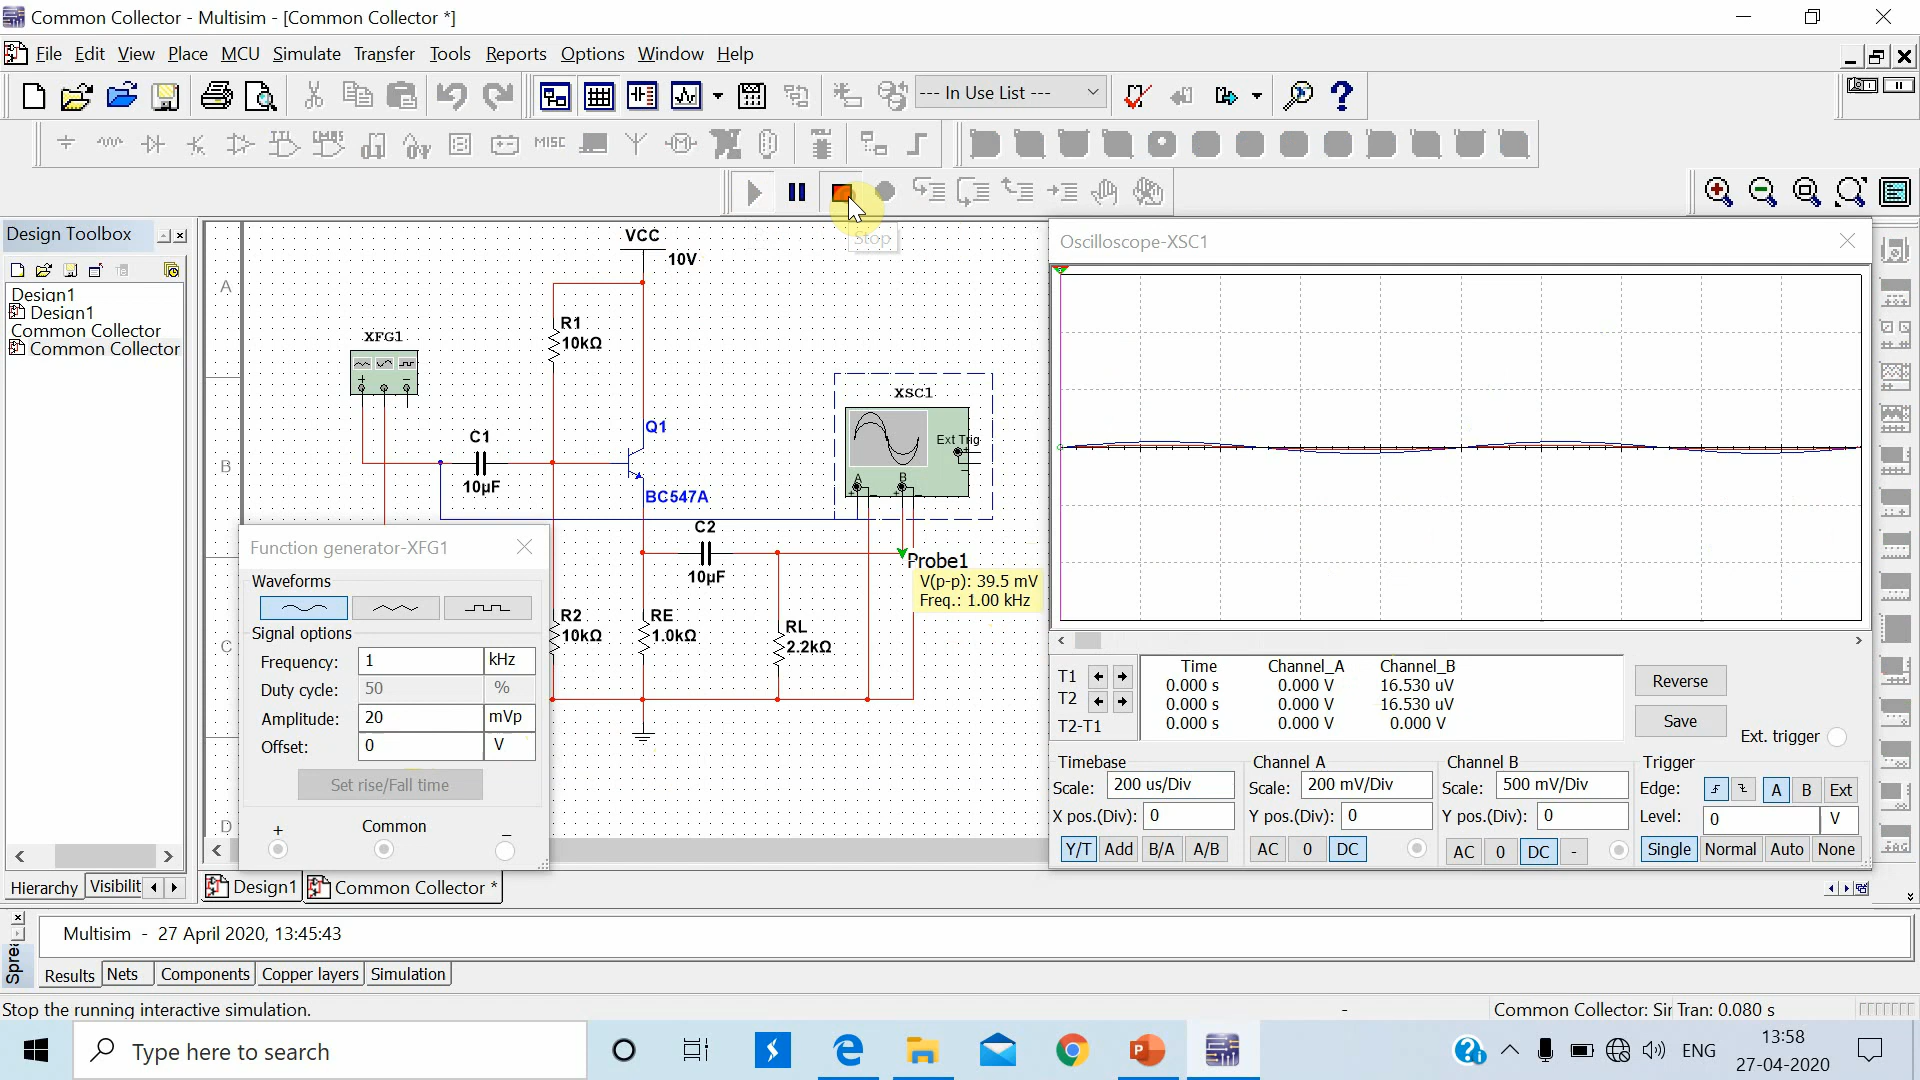 Common Collector - Multisim - [Common Collector *]
File Edit View Place MCU Simulate Transfer Tools Reports Options Window Help
--- In Use List ---
MISC
Stop
Design Toolbox
Design1
Design1
Common Collector
Common Collector
A
B
C
D
VCC
10V
R1
10kΩ
XFG1
C1
10µF
Q1
BC547A
C2
10µF
XSC1
Ext Trig
A B
Probe1
V(p-p): 39.5 mV
Freq.: 1.00 kHz
R2
10kΩ
RE
1.0kΩ
RL
2.2kΩ
Function generator-XFG1
Waveforms
Signal options
Frequency: 1 kHz
Duty cycle: 50 %
Amplitude: 20 mVp
Offset: 0 V
Set rise/Fall time
+ Common –
Oscilloscope-XSC1
Time Channel_A Channel_B
T1 0.000 s 0.000 V 16.530 uV
T2 0.000 s 0.000 V 16.530 uV
T2-T1 0.000 s 0.000 V 0.000 V
Reverse
Save
Ext. trigger
Timebase
Scale: 200 us/Div
X pos.(Div): 0
Y/T Add B/A A/B
Channel A
Scale: 200 mV/Div
Y pos.(Div): 0
AC 0 DC
Channel B
Scale: 500 mV/Div
Y pos.(Div): 0
AC 0 DC -
Trigger
Edge: A B Ext
Level: 0 V
Single Normal Auto None
Hierarchy Visibilit
Design1 Common Collector *
Multisim - 27 April 2020, 13:45:43
Spre
Results Nets Components Copper layers Simulation
Stop the running interactive simulation.
-
Common Collector: Sir Tran: 0.080 s
Type here to search
ENG
13:58
27-04-2020